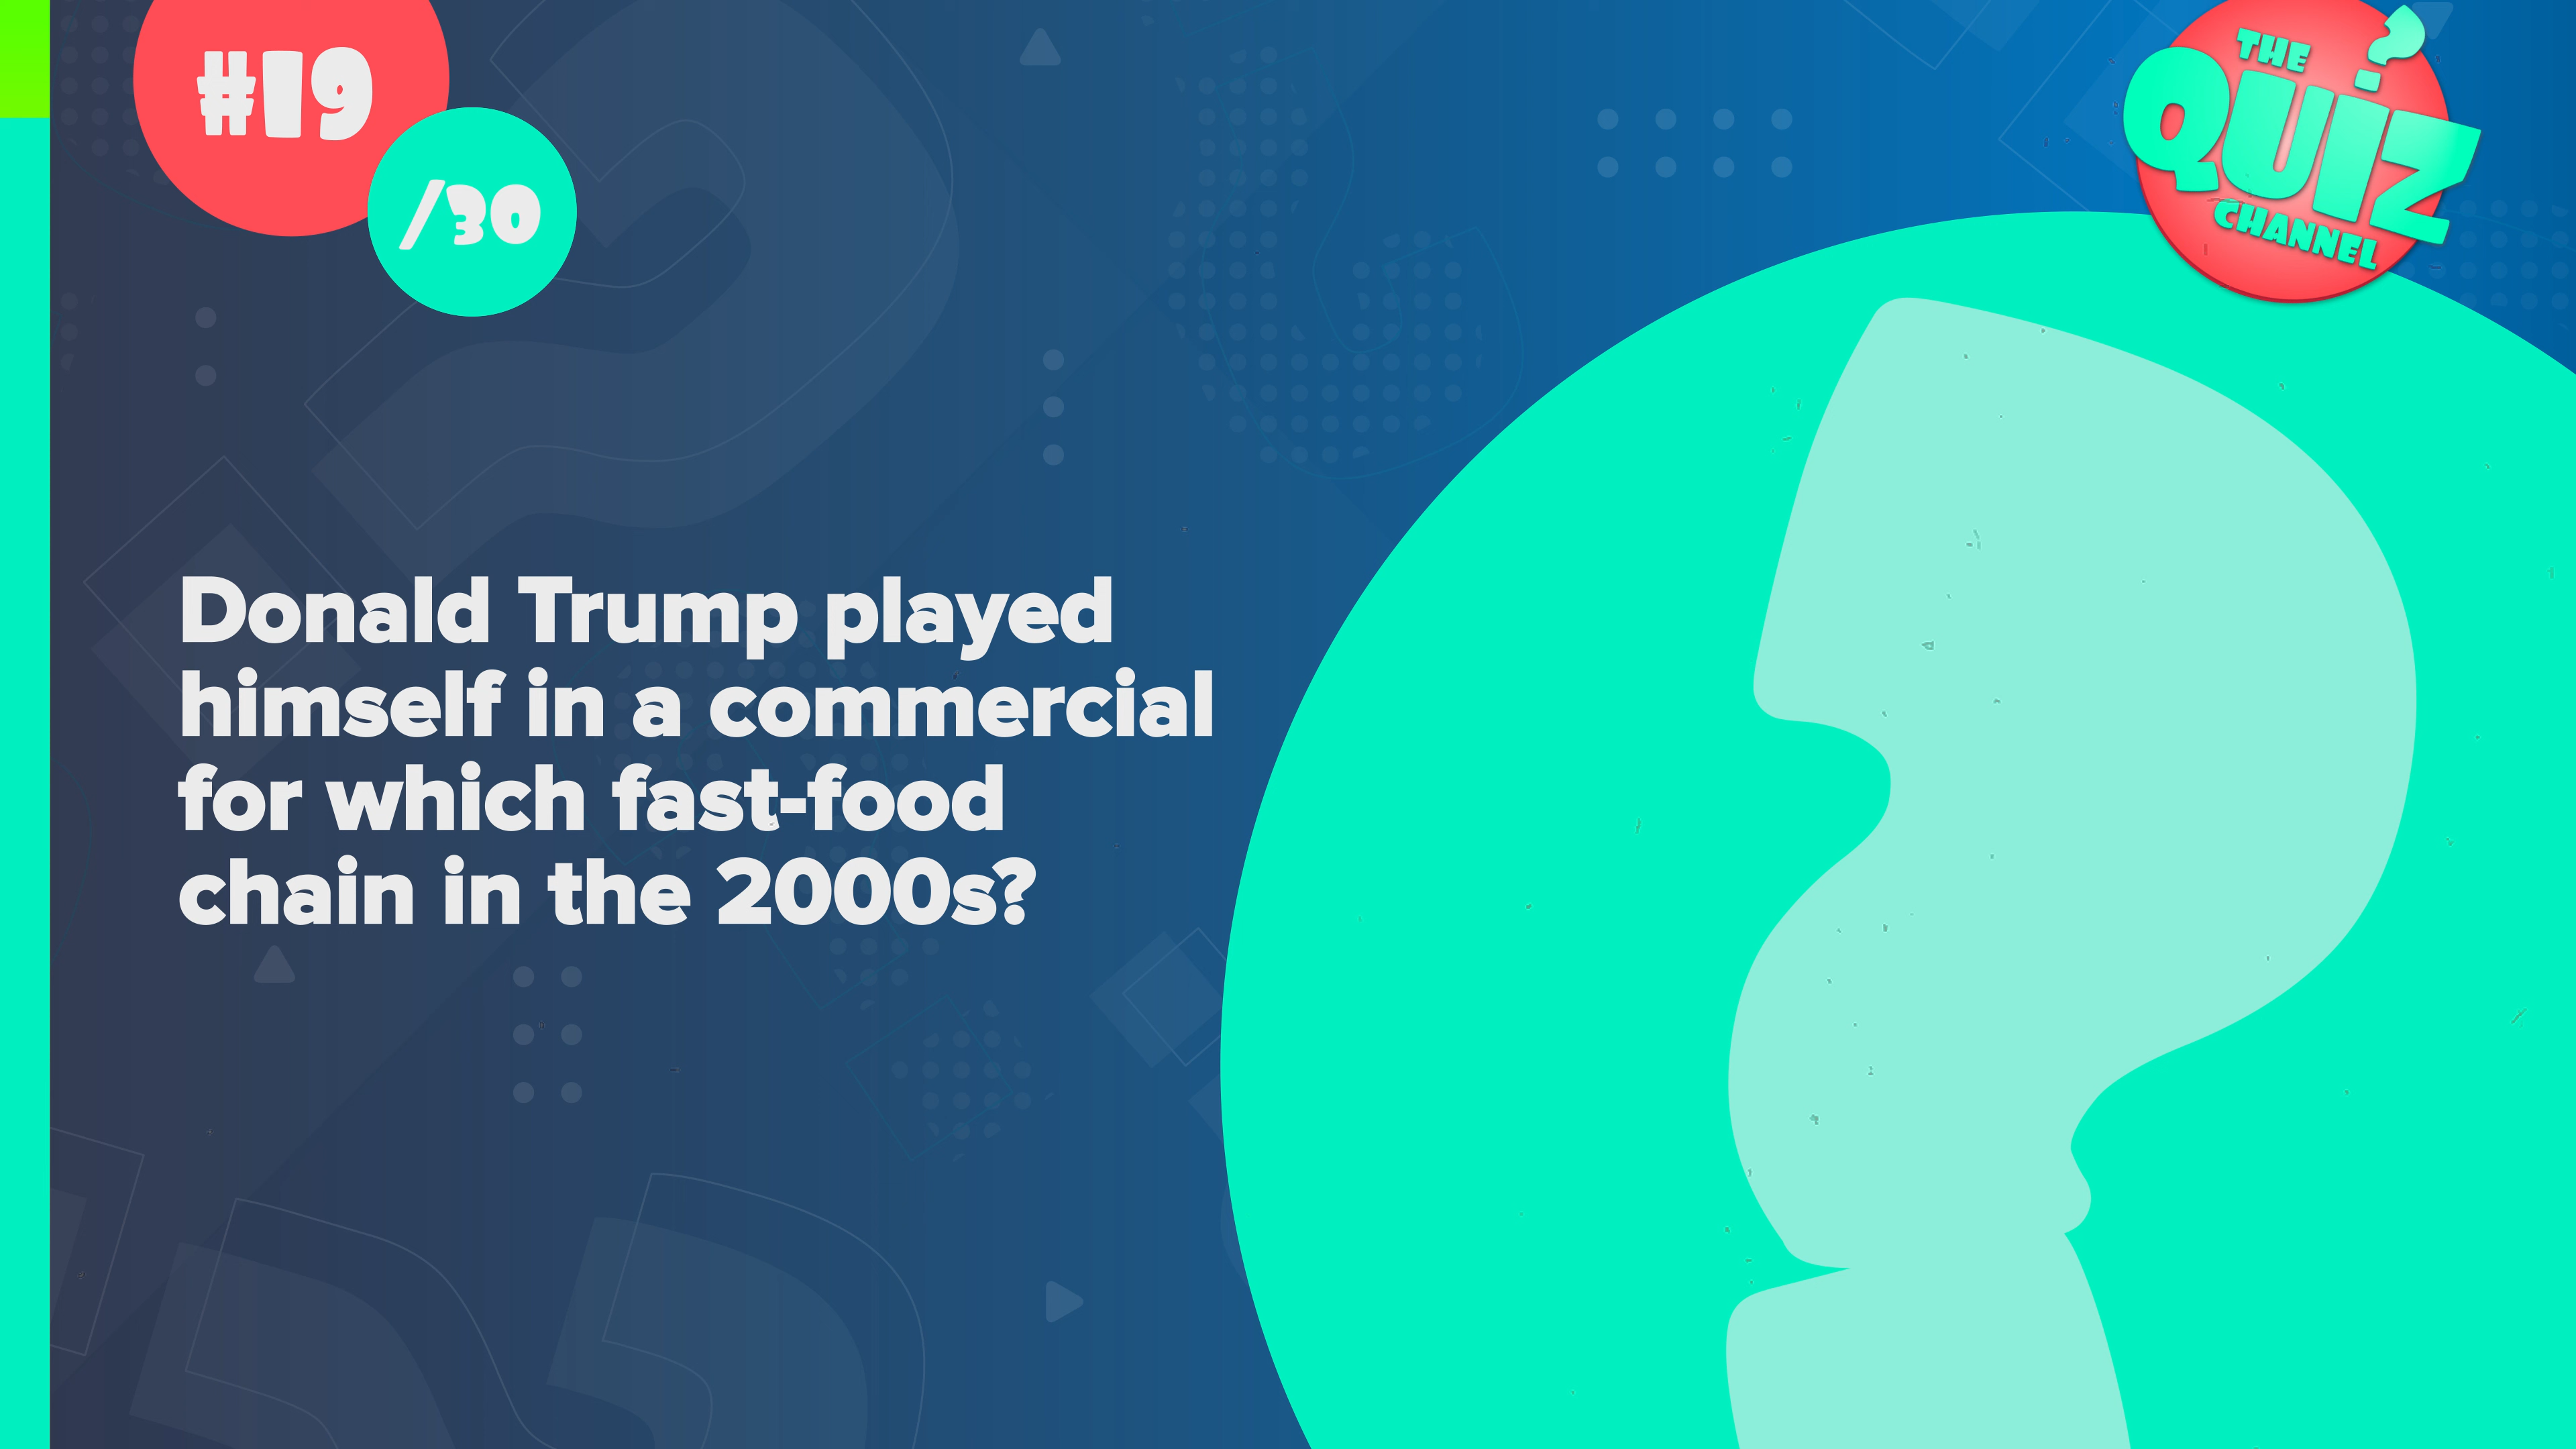 #19
/30
THE
QUIZ
CHANNEL
Donald Trump played
himself in a commercial
for which fast-food
chain in the 2000s?